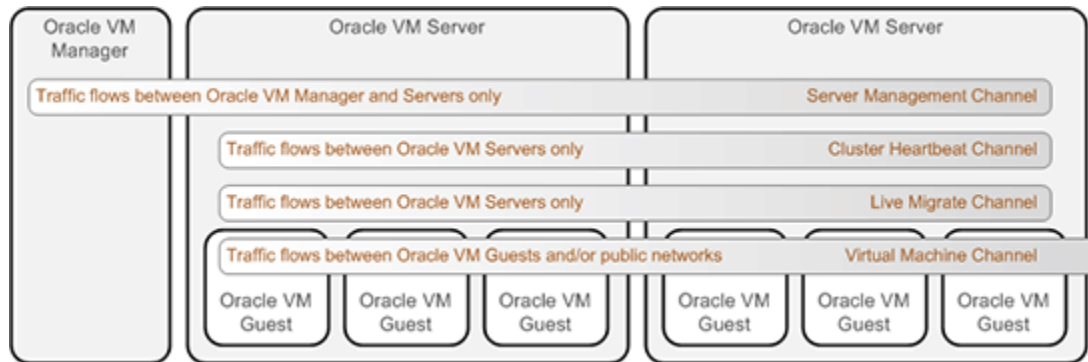 Oracle VM
Manager
Oracle VM Server
Oracle VM Server
Traffic flows between Oracle VM Manager and Servers only
Server Management Channel
Traffic flows between Oracle VM Servers only
Cluster Heartbeat Channel
Traffic flows between Oracle VM Servers only
Live Migrate Channel
Traffic flows between Oracle VM Guests and/or public networks
Virtual Machine Channel
Oracle VM
Guest
Oracle VM
Guest
Oracle VM
Guest
Oracle VM
Guest
Oracle VM
Guest
Oracle VM
Guest